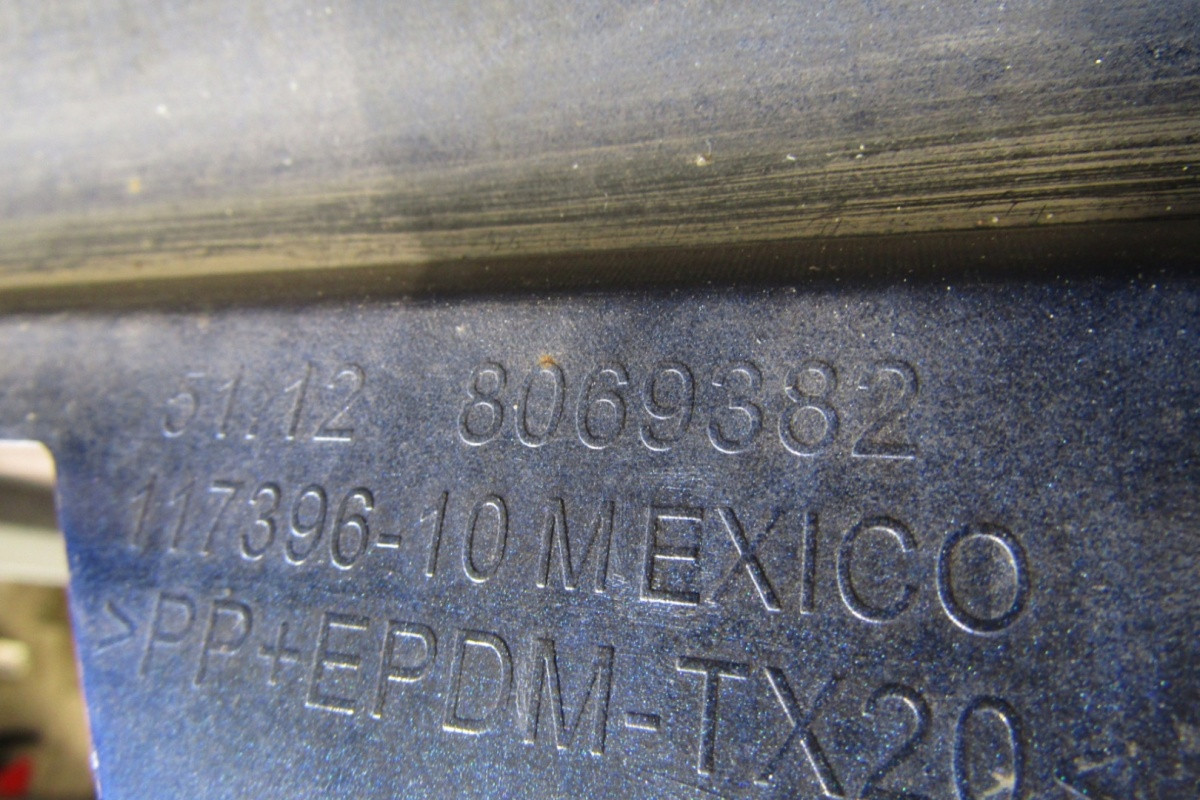 51.12 8069382
117396-10 MEXICO
>PP+EPDM-TX20<